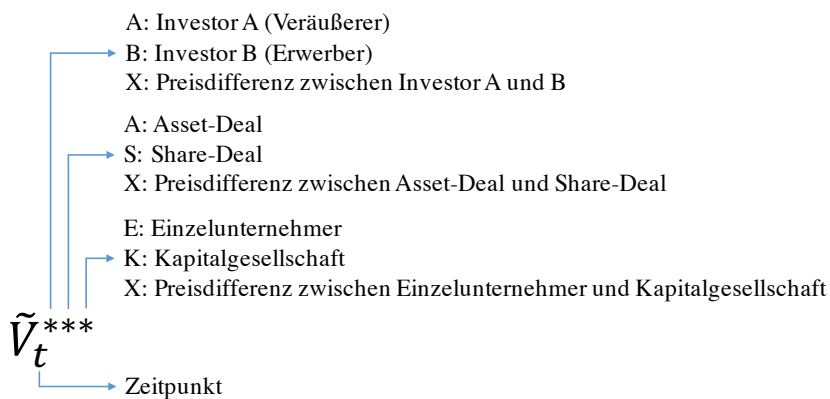 A: Investor A (Veräußerer)
B: Investor B (Erwerber)
X: Preisdifferenz zwischen Investor A und B
A: Asset-Deal
S: Share-Deal
X: Preisdifferenz zwischen Asset-Deal und Share-Deal
E: Einzelunternehmer
K: Kapitalgesellschaft
X: Preisdifferenz zwischen Einzelunternehmer und Kapitalgesellschaft
Ṽₜ***
Zeitpunkt